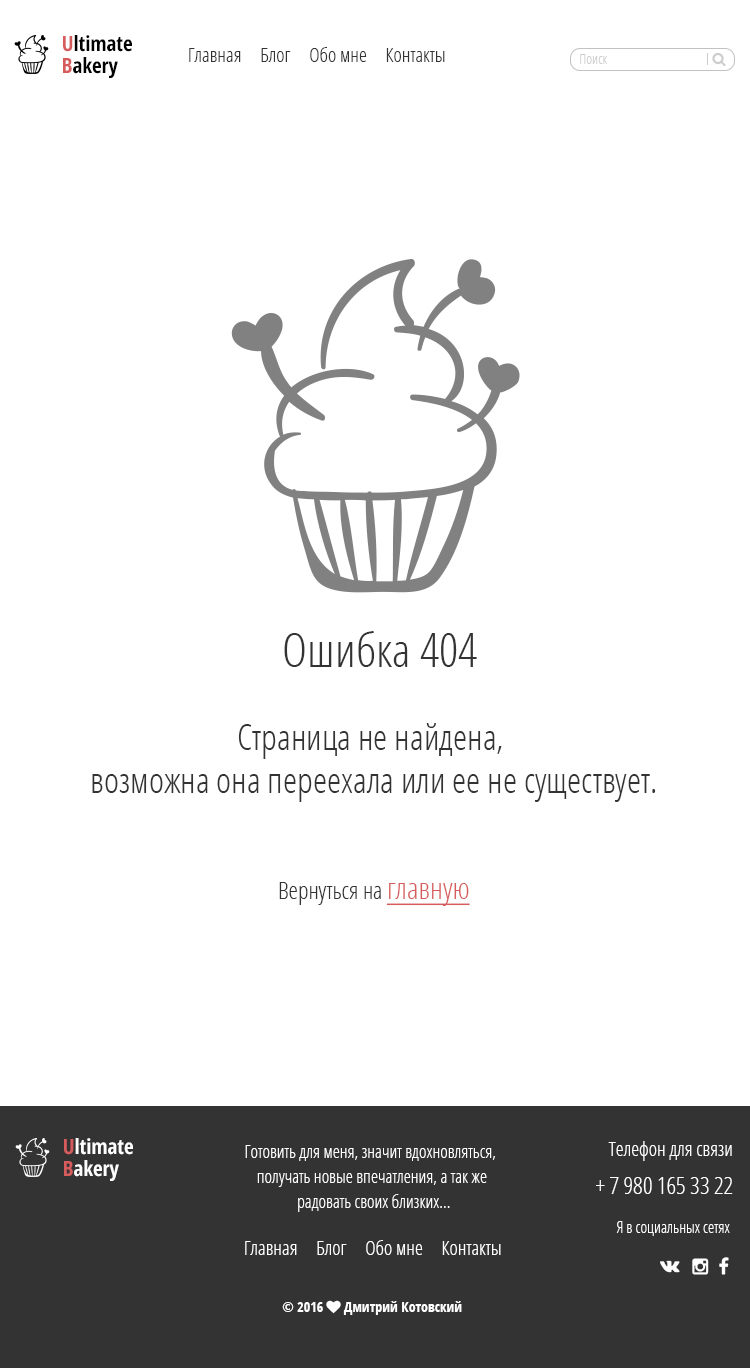 Ultimate
Bakery
Главная Блог Обо мне Контакты
Поиск
Ошибка 404
Страница не найдена,
возможна она переехала или ее не существует.
Вернуться на главную
Ultimate
Bakery
Готовить для меня, значит вдохновляться,
получать новые впечатления, а так же
радовать своих близких...
Главная Блог Обо мне Контакты
© 2016 ♥ Дмитрий Котовский
Телефон для связи
+ 7 980 165 33 22
Я в социальных сетях